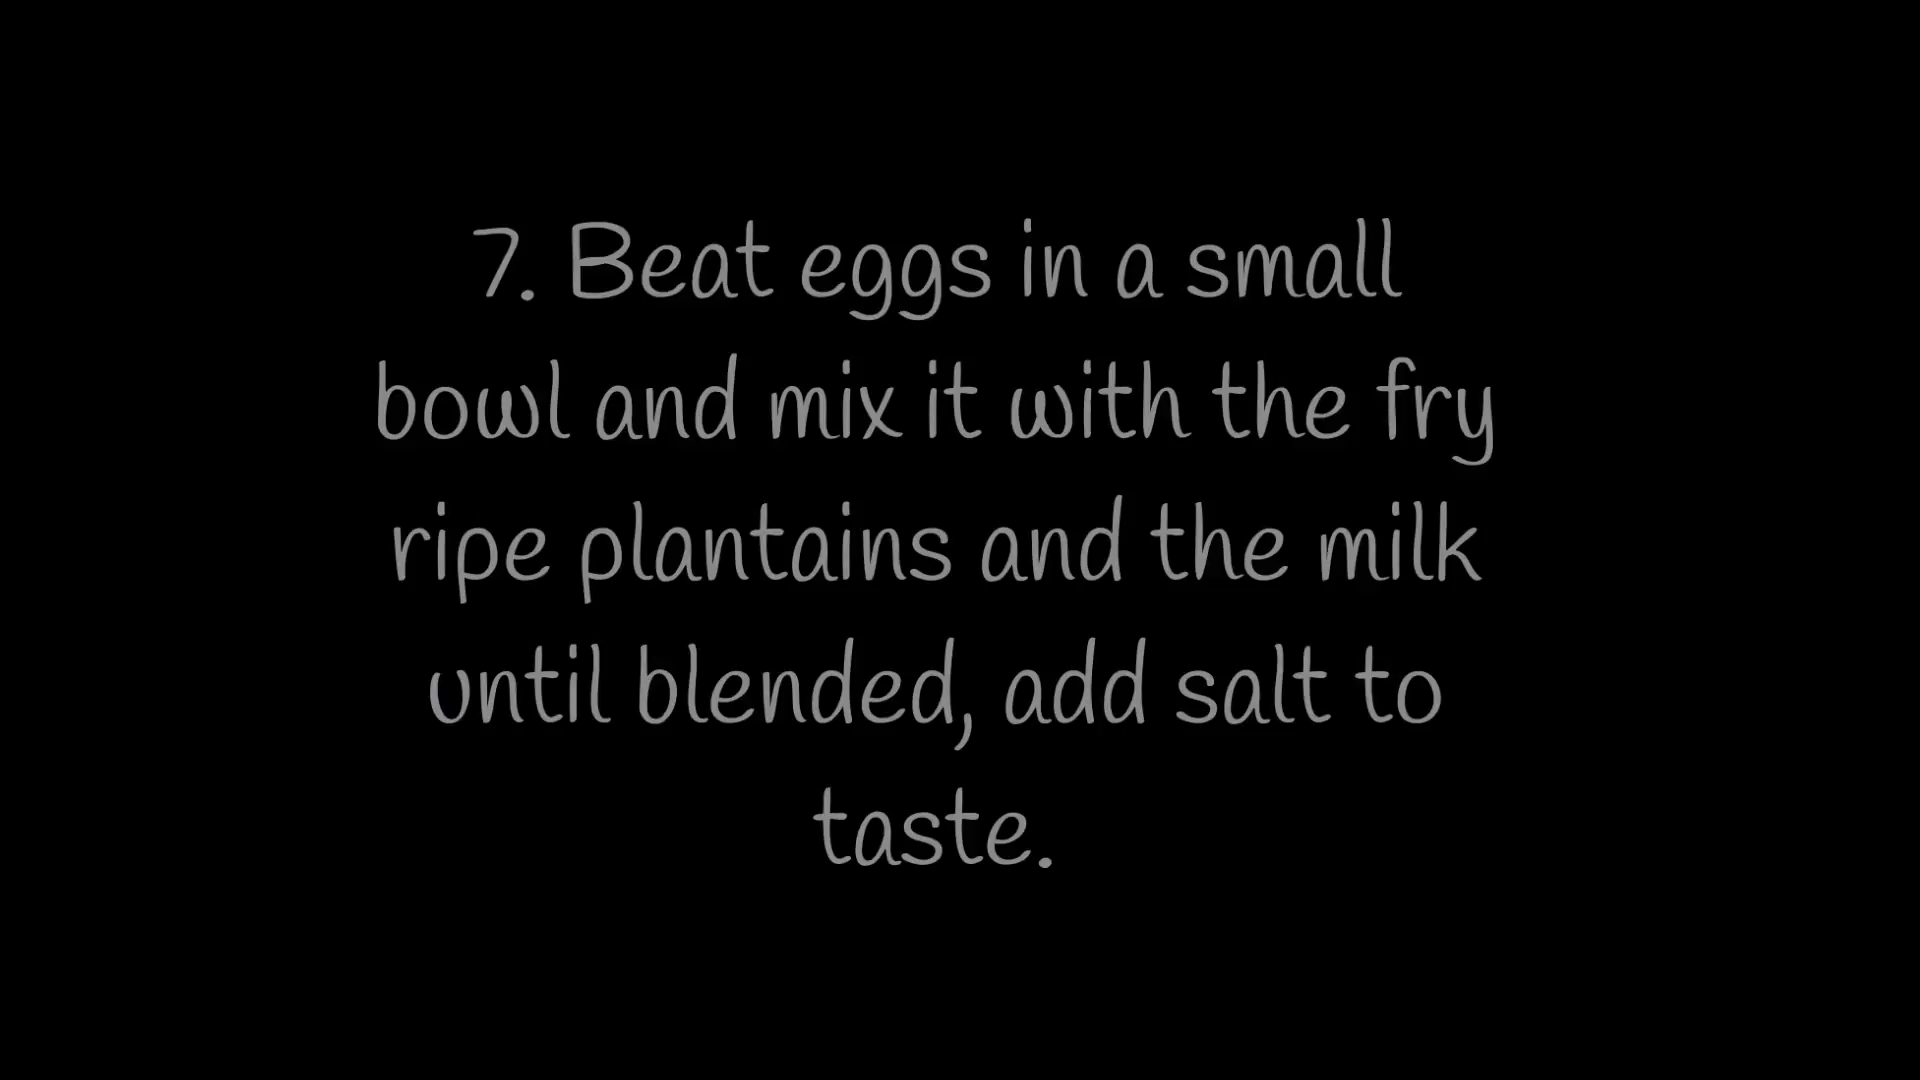 7. Beat eggs in a small
bowl and mix it with the fry
ripe plantains and the milk
until blended, add salt to
taste.